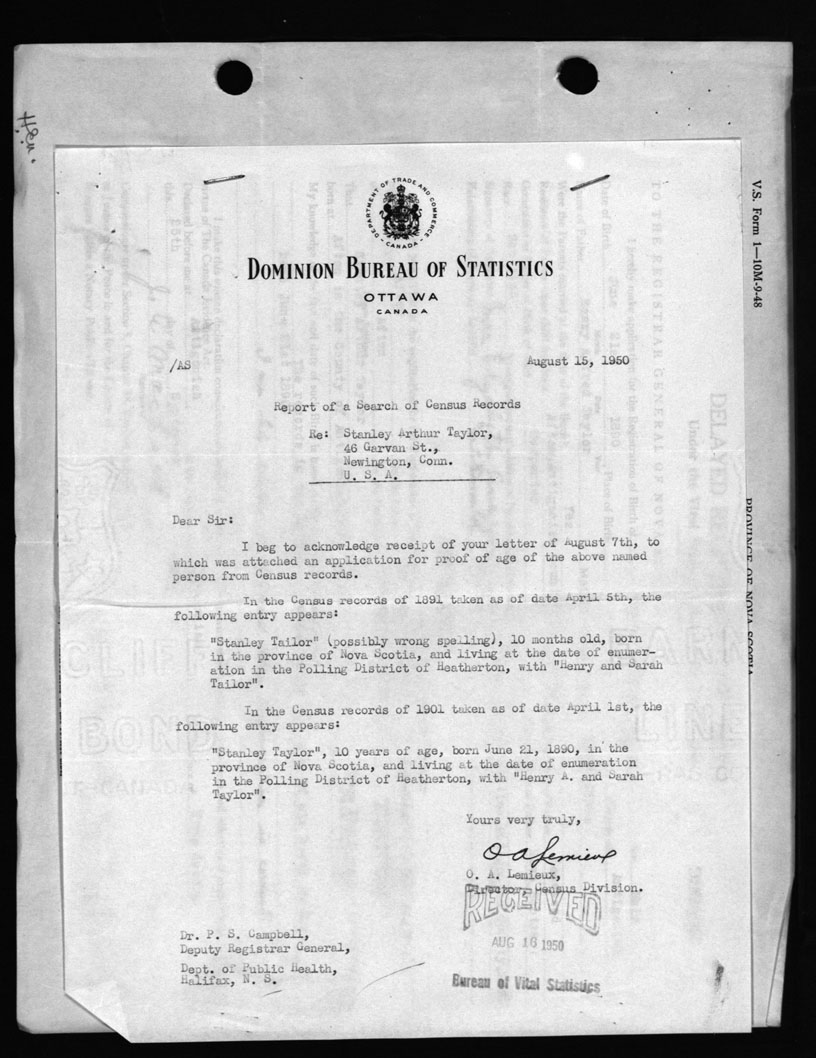 DEPARTMENT OF TRADE AND COMMERCE
CANADA
DOMINION BUREAU OF STATISTICS
OTTAWA
CANADA
/AS
August 15, 1950
Report of a Search of Census Records
Re: Stanley Arthur Taylor,
46 Garvan St.,
Newington, Conn.
U. S. A.
Dear Sir:
I beg to acknowledge receipt of your letter of August 7th, to
which was attached an application for proof of age of the above named
person from Census records.
In the Census records of 1891 taken as of date April 5th, the
following entry appears:
"Stanley Tailor" (possibly wrong spelling), 10 months old, born
in the province of Nova Scotia, and living at the date of enumer-
ation in the Polling District of Heatherton, with "Henry and Sarah
Tailor".
In the Census records of 1901 taken as of date April 1st, the
following entry appears:
"Stanley Taylor", 10 years of age, born June 21, 1890, in the
province of Nova Scotia, and living at the date of enumeration
in the Polling District of Heatherton, with "Henry A. and Sarah
Taylor".
Yours very truly,
O A Lemieux
O. A. Lemieux,
Director, Census Division.
RECEIVED
AUG 16 1950
Bureau of Vital Statistics
Dr. P. S. Campbell,
Deputy Registrar General,
Dept. of Public Health,
Halifax, N. S.
V.S. Form 1—10M-9-48
PROVINCE OF NOVA SCOTIA